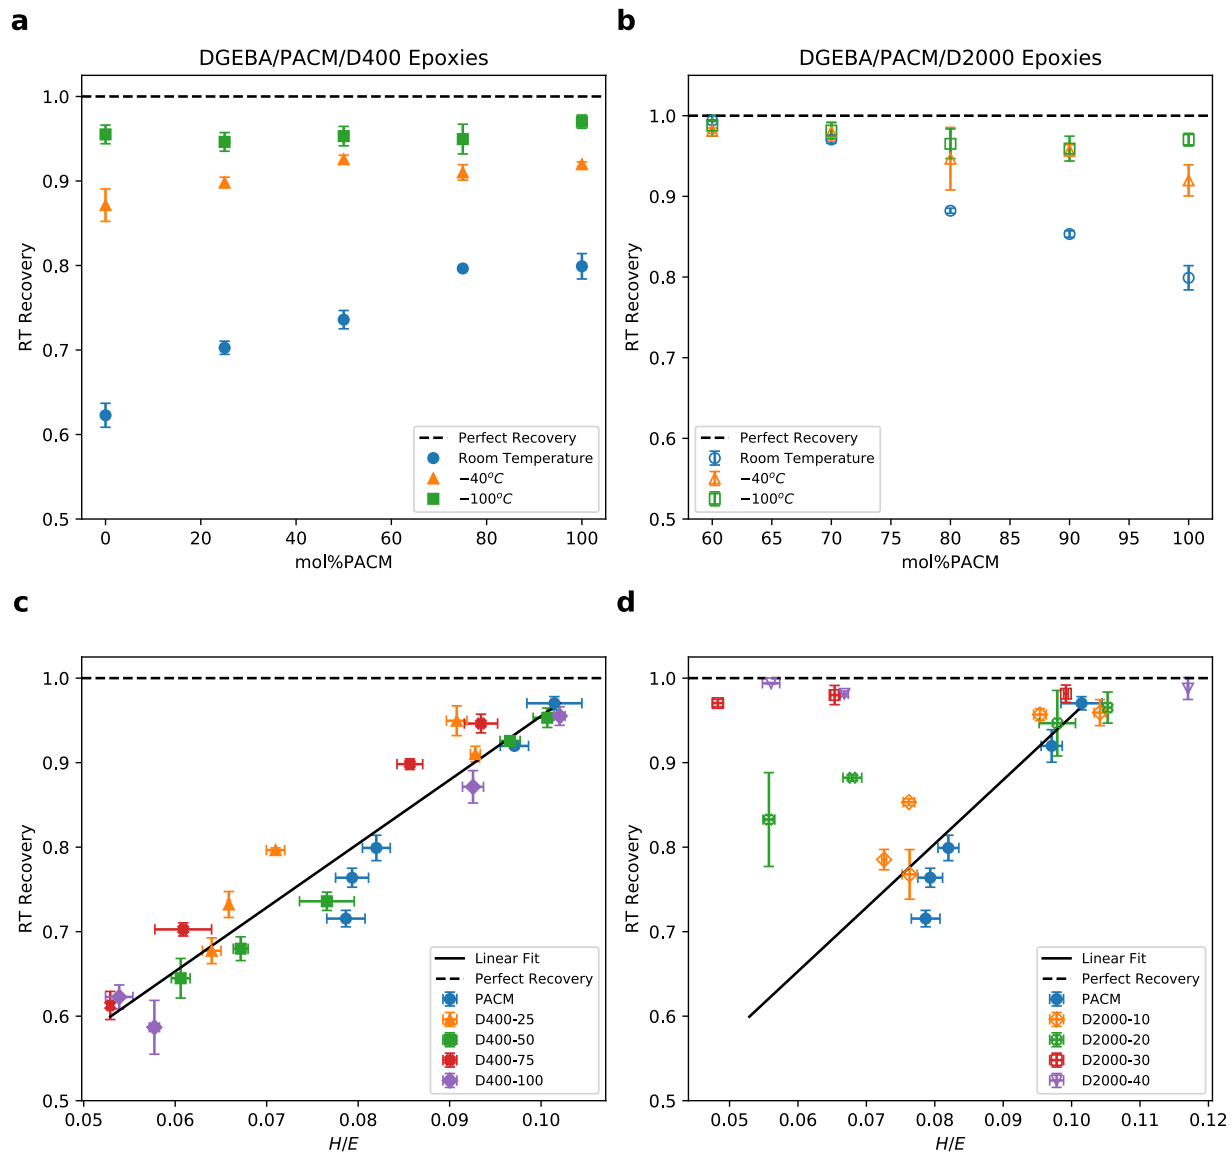 a
DGEBA/PACM/D400 Epoxies
1.0
0.9
0.8
0.7
0.6
0.5
RT Recovery
Perfect Recovery
Room Temperature
−40°C
−100°C
0
20
40
60
80
100
mol%PACM
b
DGEBA/PACM/D2000 Epoxies
1.0
0.9
0.8
0.7
0.6
0.5
RT Recovery
Perfect Recovery
Room Temperature
−40°C
−100°C
60
65
70
75
80
85
90
95
100
mol%PACM
c
1.0
0.9
0.8
0.7
0.6
0.5
RT Recovery
Linear Fit
Perfect Recovery
PACM
D400-25
D400-50
D400-75
D400-100
0.05
0.06
0.07
0.08
0.09
0.10
H/E
d
1.0
0.9
0.8
0.7
0.6
0.5
RT Recovery
Linear Fit
Perfect Recovery
PACM
D2000-10
D2000-20
D2000-30
D2000-40
0.05
0.06
0.07
0.08
0.09
0.10
0.11
0.12
H/E